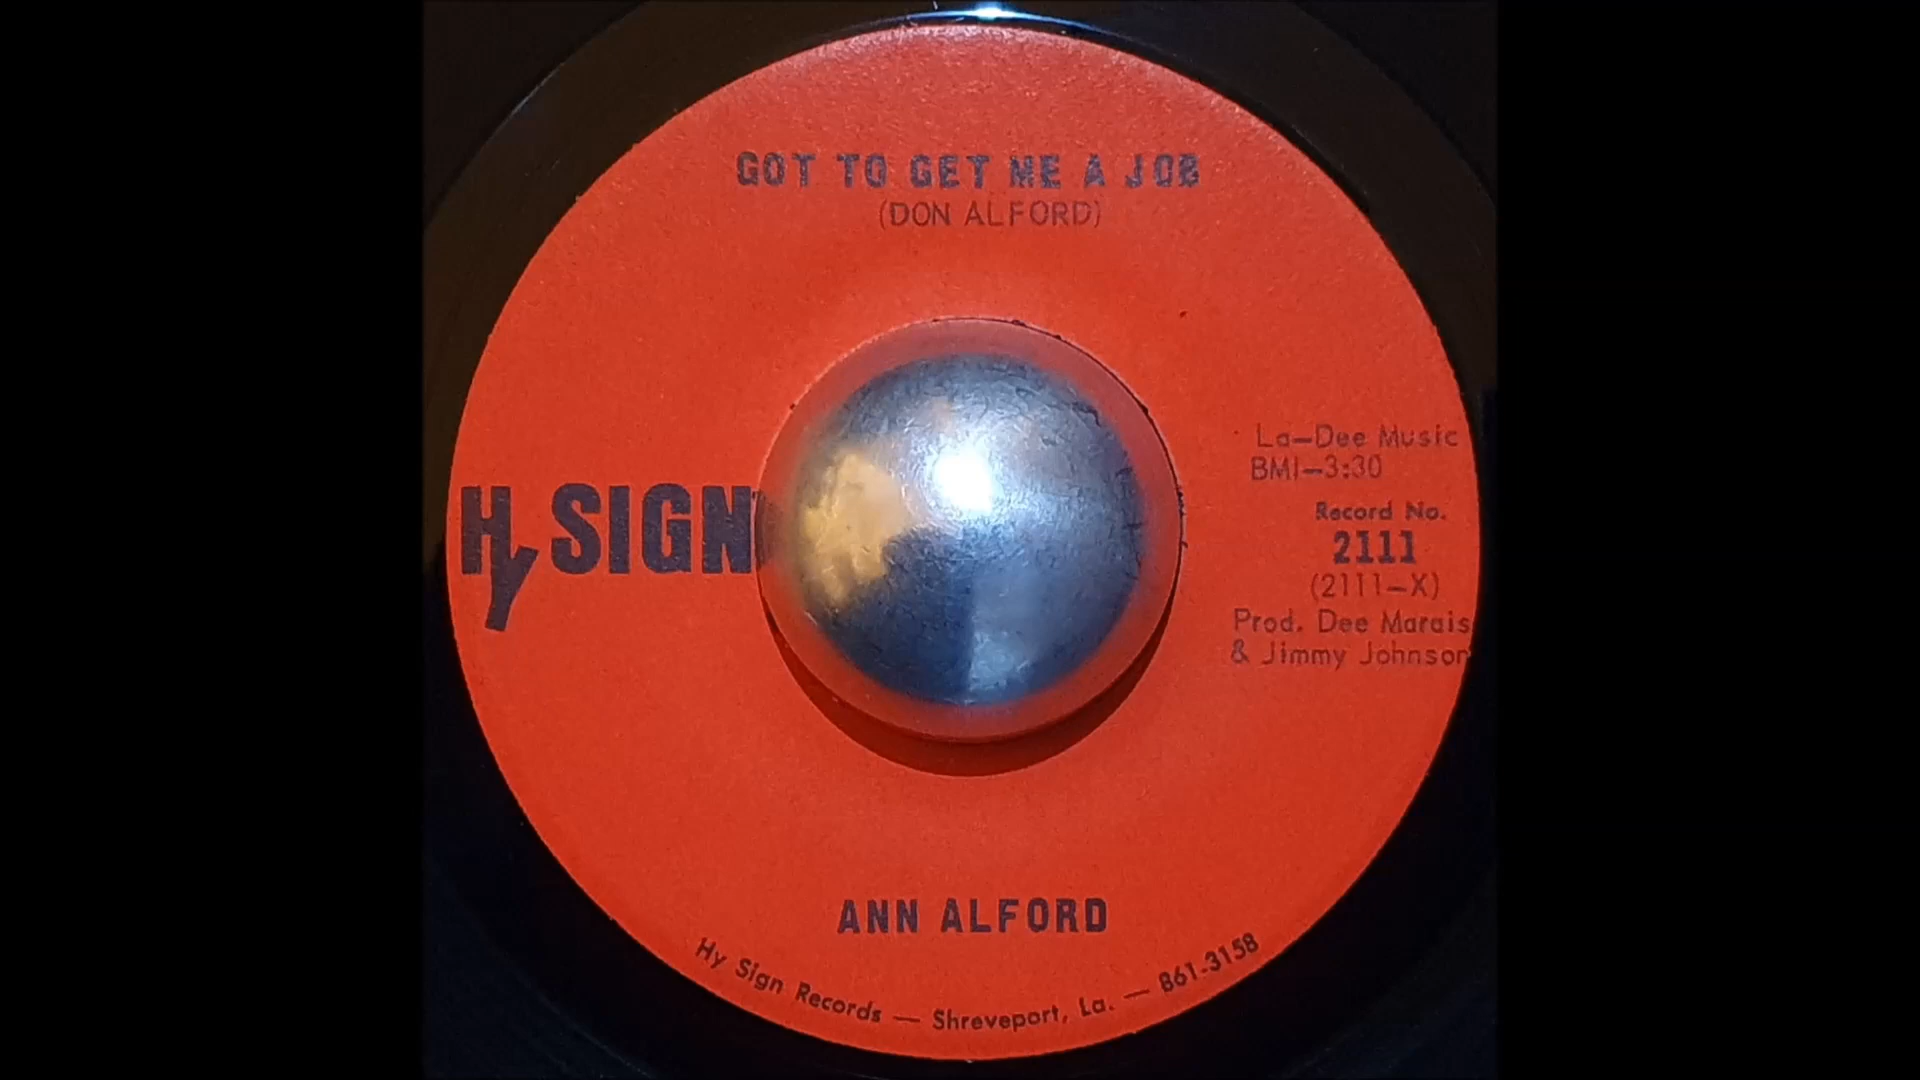 GOT TO GET ME A JOB
(DON ALFORD)
Hy SIGN
La-Dee Music
BMI-3:30
Record No.
2111
(2111-X)
Prod. Dee Marais
& Jimmy Johnson
ANN ALFORD
Hy Sign Records — Shreveport, La. — 861-3158